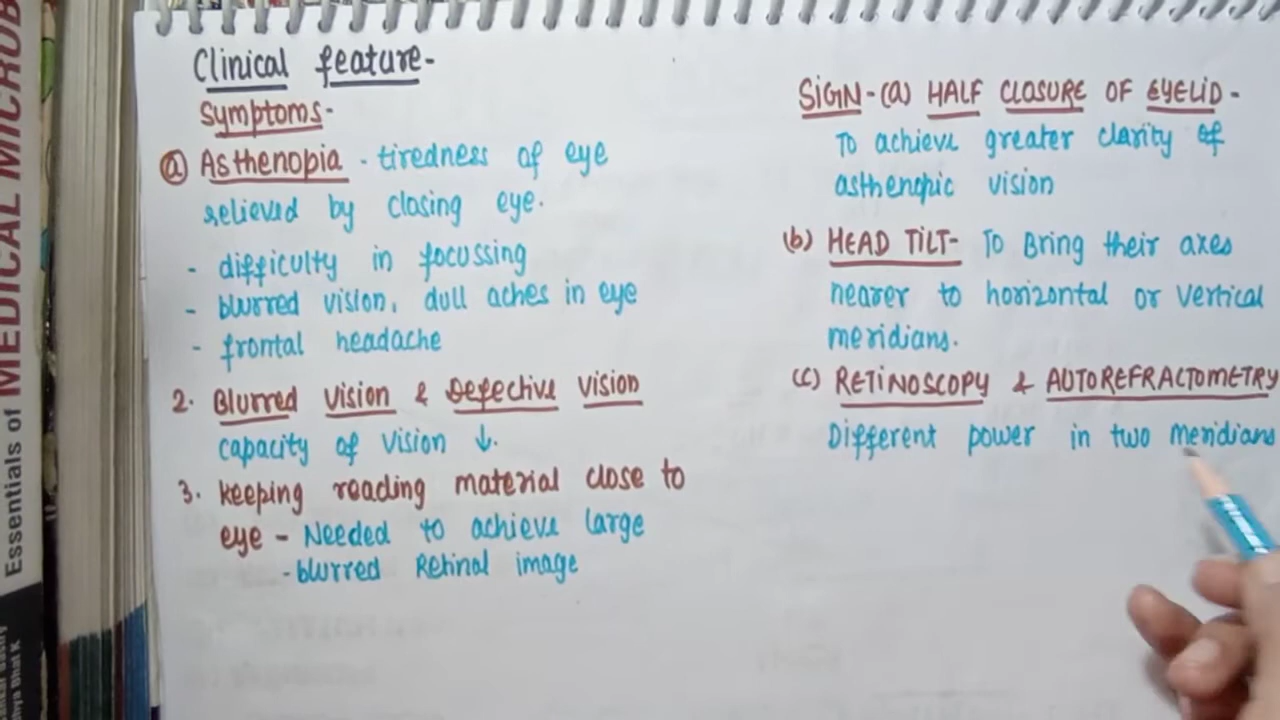 Clinical feature-
Symptoms-
(a) Asthenopia - tiredness of eye
relieved by closing eye.
- difficulty in focussing
- blurred vision, dull aches in eye
- frontal headache
2. Blurred vision & Defective vision
capacity of vision ↓.
3. keeping reading material close to
eye - Needed to achieve large
- blurred Retinal image
SIGN - (a) HALF CLOSURE OF EYELID -
To achieve greater clarity of
asthenopic vision
(b) HEAD TILT- To Bring their axes
nearer to horizontal or vertical
meridians.
(c) RETINOSCOPY & AUTOREFRACTOMETRY
Different power in two meridians
Essentials of MEDICAL MICROB